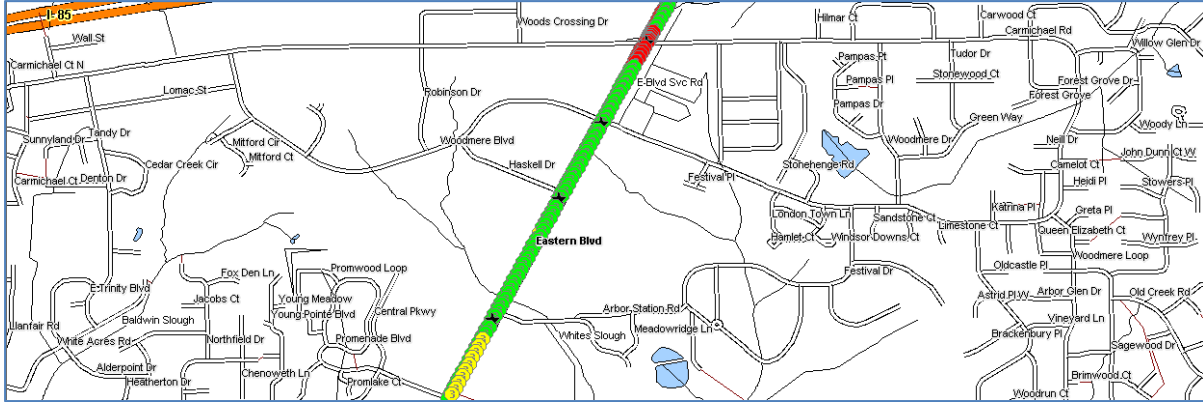 I- 85
Woods Crossing Dr
Hilmar Ct
Carwood Ct
Carmichael Rd
Wall St
Willow Glen Dr
Carmichael Ct N
Pampas Pt
Tudor Dr
Lomac St
Robinson Dr
E-Blvd Svc Rd
Pampas Pl
Stonewood Ct
Forest Grove Dr
Forest Grove
Pampas Dr
Green Way
Woody Ln
Sunnyland Dr
Tandy Dr
Mitford Cir
Woodmere Blvd
Woodmere Dr
Neill Dr
Mitford Ct
Cedar Creek Cir
Haskell Dr
Stonehenge Rd
Camelot Ct
John Dunn Ct W
Carmichael Ct
Denton Dr
Festival Pl
Heidi Pl
Stowers Pl
London Town Ln
Sandstone Ct
Katrina Pl
Greta Pl
Limestone Ct
Hamlet Ct
Windsor Downs Ct
Queen Elizabeth Ct
Wynfrey Pl
Eastern Blvd
Woodmere Loop
Fox Den Ln
Promwood Loop
Festival Dr
Oldcastle Pl
E-Trinity Blvd
Jacobs Ct
Young Meadow
Central Pkwy
Arbor Station Rd
Astrid Pl W
Arbor Glen Dr
Old Creek Rd
Baldwin Slough
Young Pointe Blvd
Llanfair Rd
Meadowridge Ln
Vineyard Ln
White Acres Rd
Northfield Dr
Promenade Blvd
Whites Slough
Brackenbury Pl
Sagewood Dr
Alderpoint Dr
Chenoweth Ln
Heatherton Dr
Promlake Ct
Brimwood Ct
Woodrun Ct
3